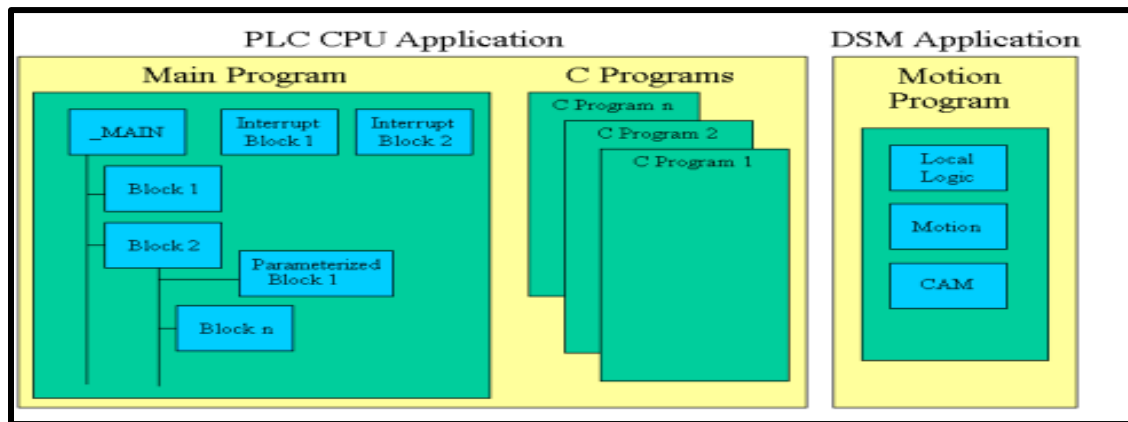 PLC CPU Application
DSM Application
Main Program
C Programs
Motion
Program
_MAIN
Interrupt
Block 1
Interrupt
Block 2
Block 1
Block 2
Parameterized
Block 1
Block n
C Program n
C Program 2
C Program 1
Local
Logic
Motion
CAM